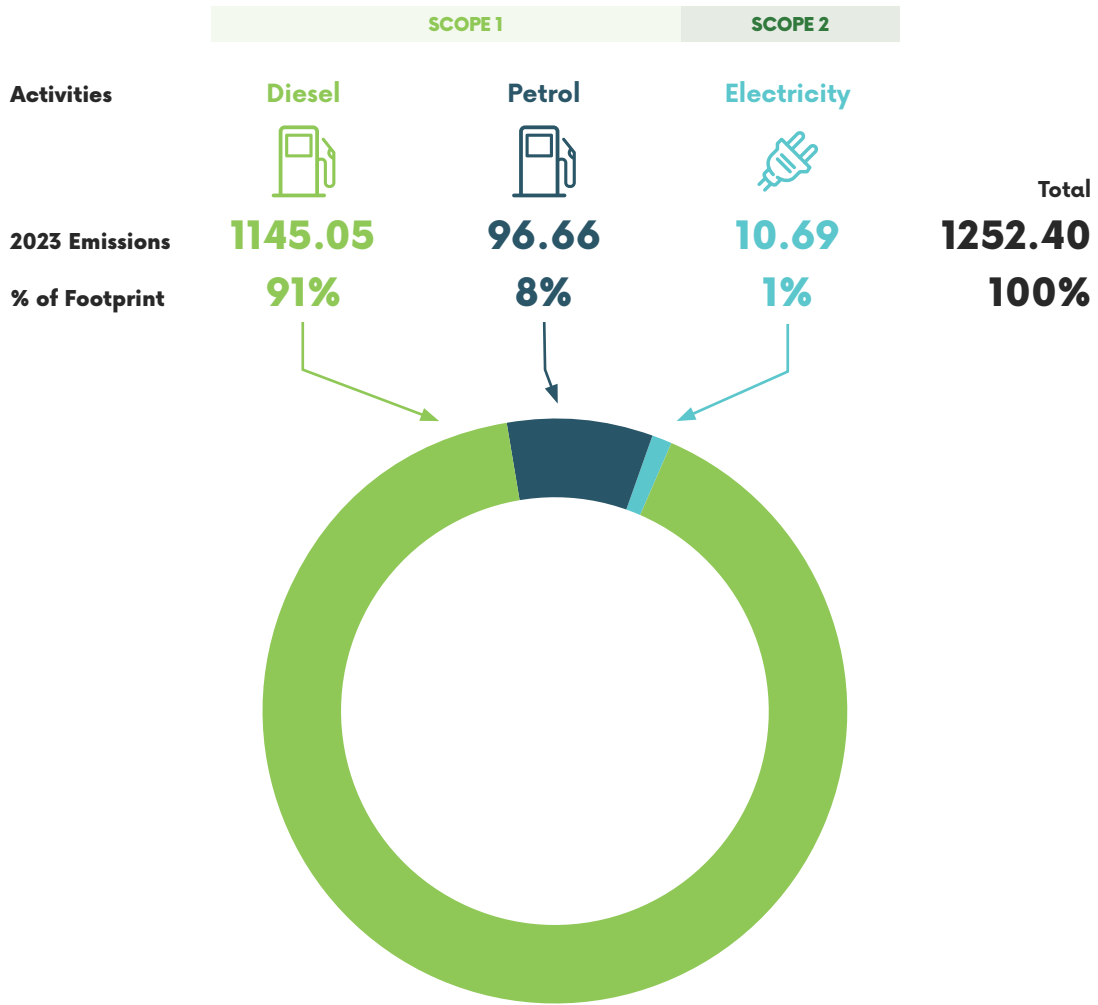 SCOPE 1 SCOPE 2
Activities Diesel Petrol Electricity
Total
2023 Emissions 1145.05 96.66 10.69 1252.40
% of Footprint 91% 8% 1% 100%